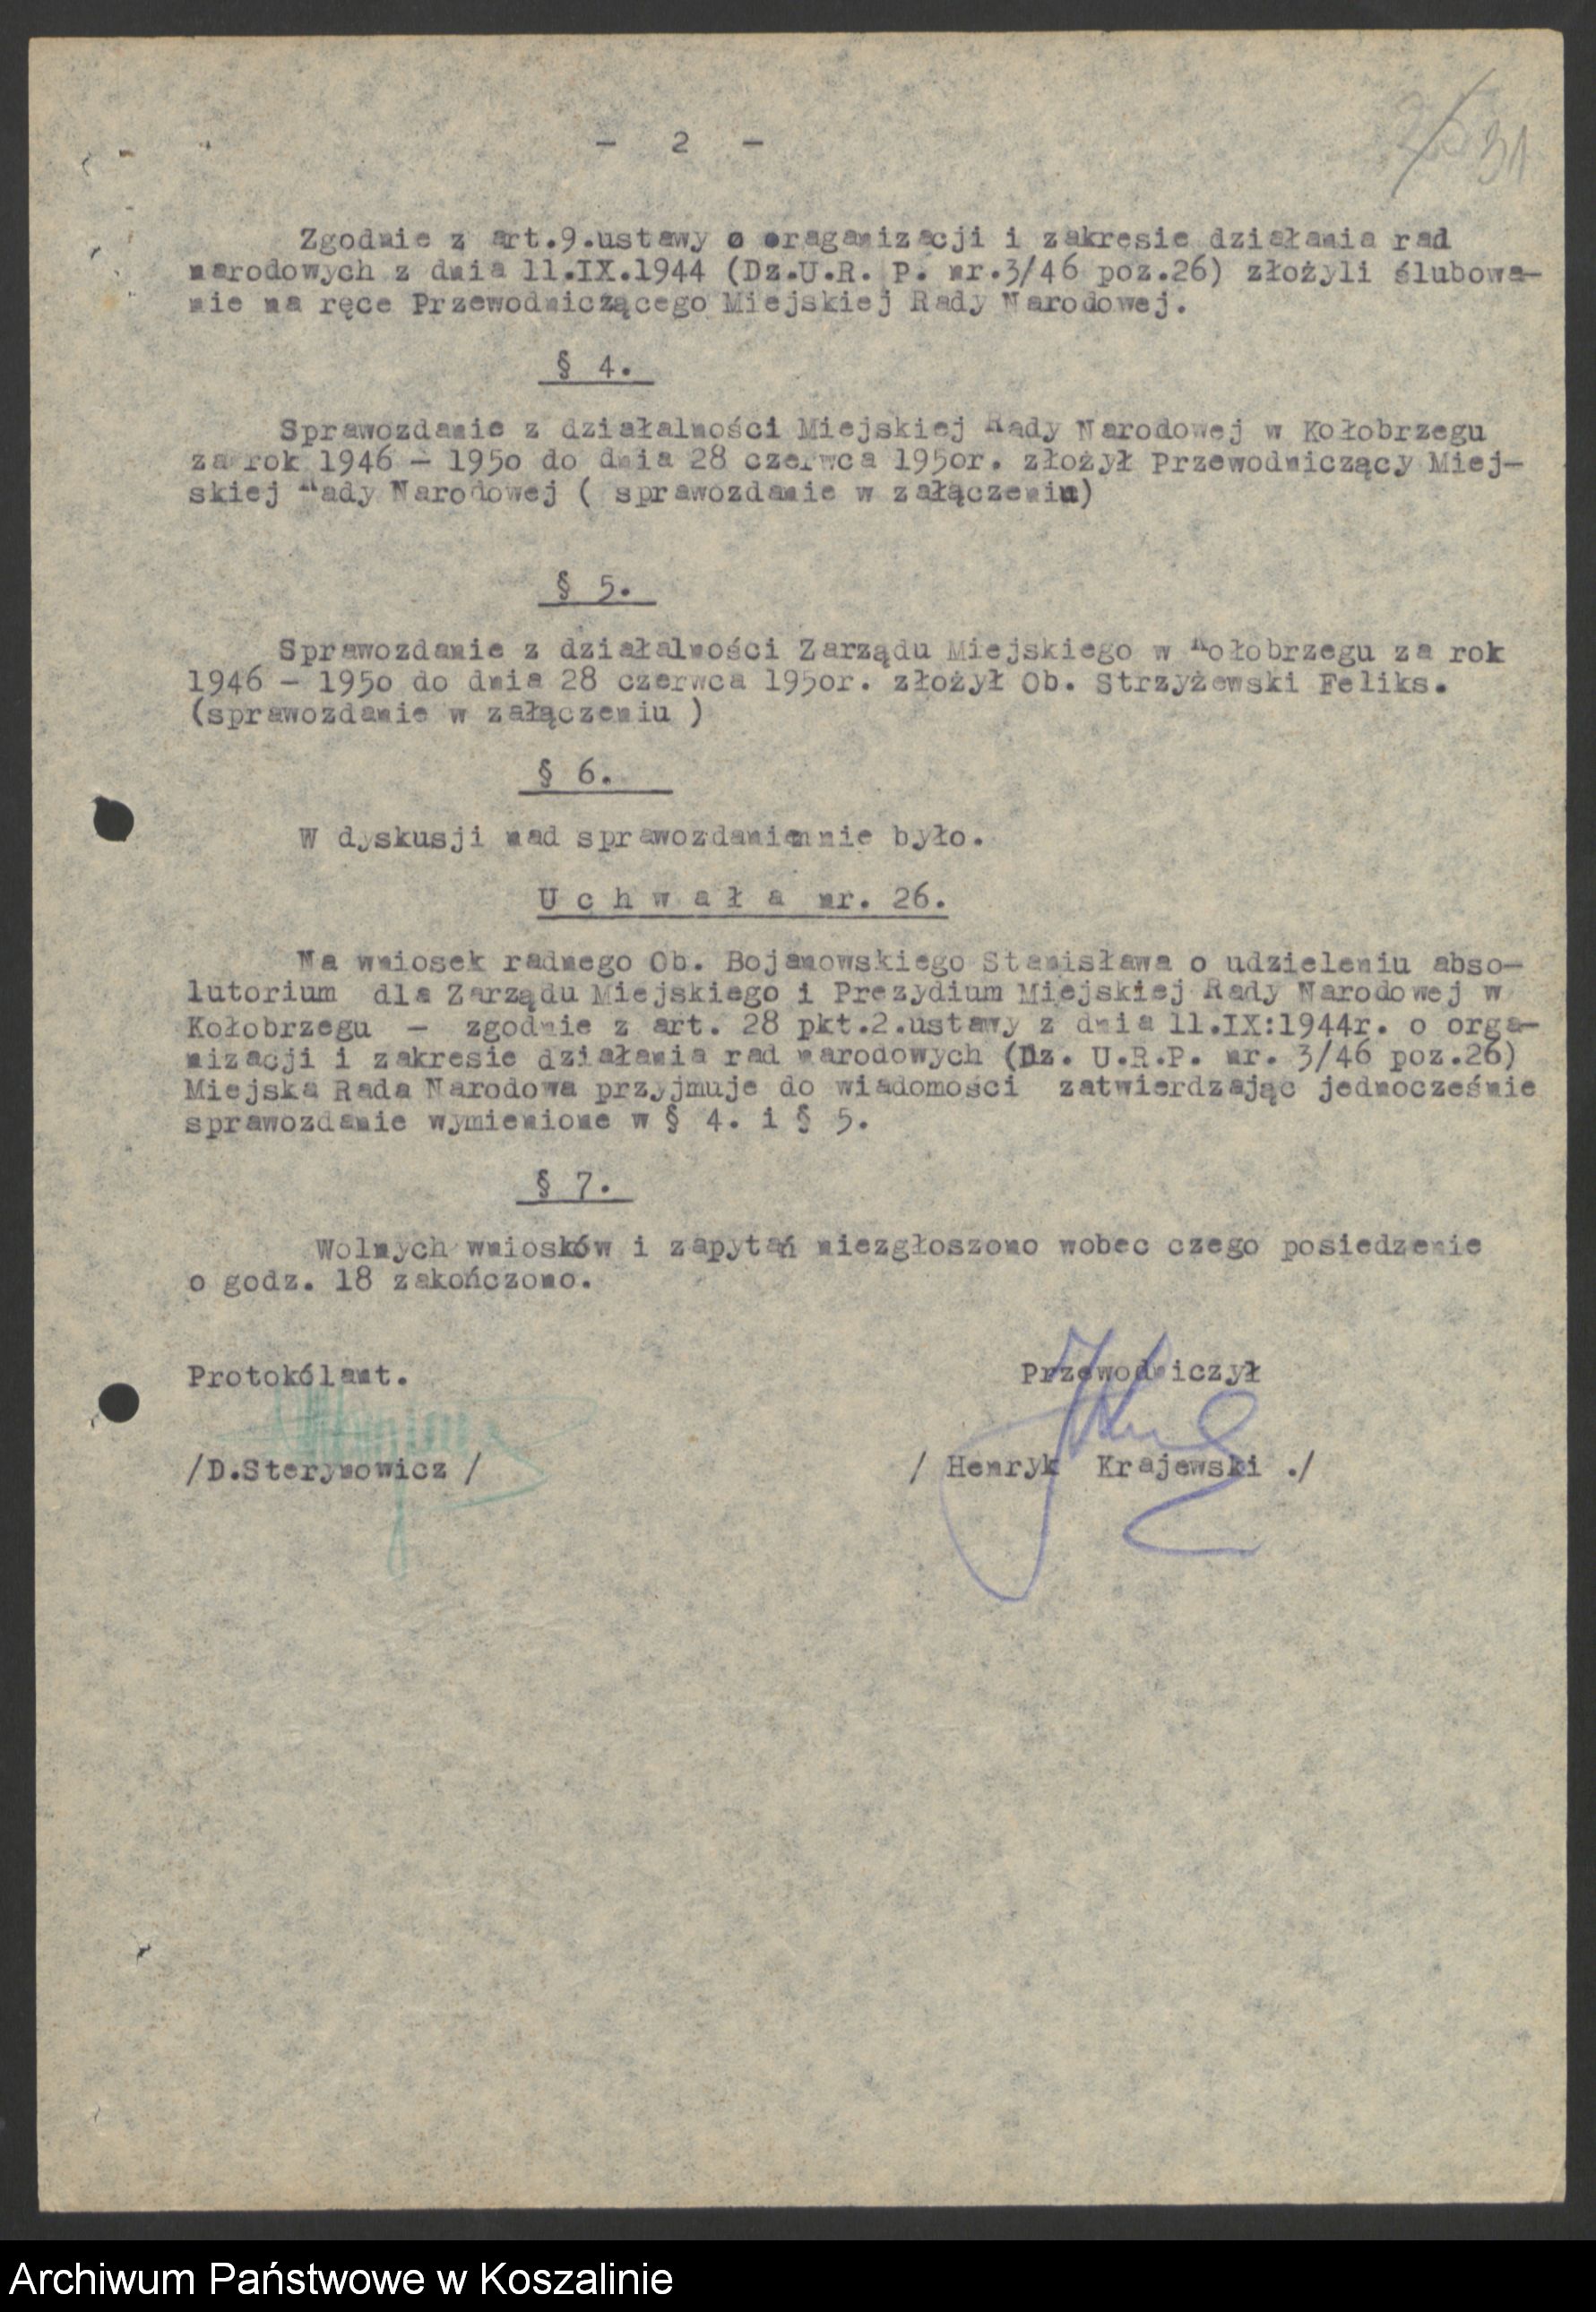 - 2 -
31
Zgodnie z art.9.ustawy o oraganizacji i zakresie działania rad
narodowych z dnia 11.IX.1944 (Dz.U.R. P. nr.3/46 poz.26) złożyli ślubowa-
nie na ręce Przewodniczącego Miejskiej Rady Narodowej.
§ 4.
Sprawozdanie z działalności Miejskiej Rady Narodowej w Kołobrzegu
za rok 1946 - 195o do dnia 28 czerwca 195or. złożył Przewodniczący Miej-
skiej Rady Narodowej ( sprawozdanie w załączeniu)
§ 5.
Sprawozdanie z działalności Zarządu Miejskiego w Kołobrzegu za rok
1946 - 195o do dnia 28 czerwca 195or. złożył Ob. Strzyżewski Feliks.
(sprawozdanie w załączeniu )
§ 6.
W dyskusji nad sprawozdaniem nie było.
U c h w a ł a nr. 26.
Na wniosek radnego Ob. Bojanowskiego Stanisława o udzieleniu abso-
lutorium dla Zarządu Miejskiego i Prezydium Miejskiej Rady Narodowej w
Kołobrzegu - zgodnie z art. 28 pkt.2.ustawy z dnia 11.IX:1944r. o orga-
nizacji i zakresie działania rad narodowych (Dz. U.R.P. nr. 3/46 poz.26)
Miejska Rada Narodowa przyjmuje do wiadomości zatwierdzając jednocześnie
sprawozdanie wymienione w § 4. i § 5.
§ 7.
Wolnych wniosków i zapytań niezgłoszono wobec czego posiedzenie
o godz. 18 zakończono.
Protokólant. Przewodniczył
/D.Sterynowicz / / Henryk Krajewski ./
Archiwum Państwowe w Koszalinie